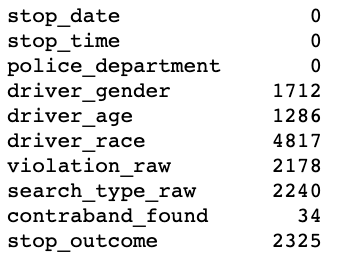 stop_date 0
stop_time 0
police_department 0
driver_gender 1712
driver_age 1286
driver_race 4817
violation_raw 2178
search_type_raw 2240
contraband_found 34
stop_outcome 2325